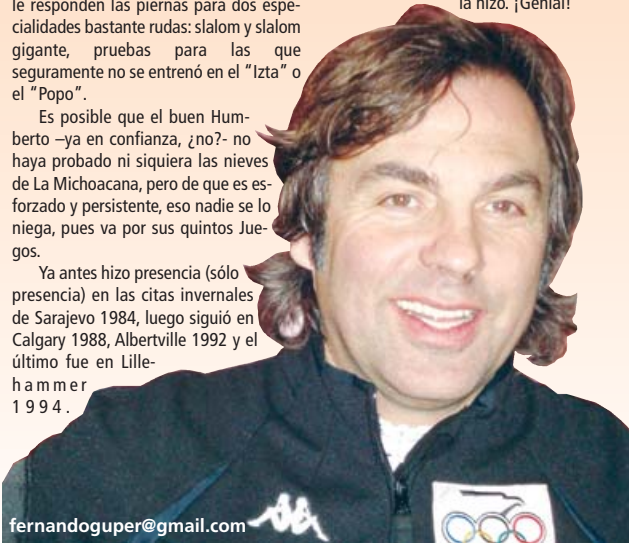 le responden las piernas para dos espe-
cialidades bastante rudas: slalom y slalom
gigante, pruebas para las que
seguramente no se entrenó en el “Izta” o
el “Popo”.
Es posible que el buen Hum-
berto –ya en confianza, ¿no?- no
haya probado ni siquiera las nieves
de La Michoacana, pero de que es es-
forzado y persistente, eso nadie se lo
niega, pues va por sus quintos Jue-
gos.
Ya antes hizo presencia (sólo
presencia) en las citas invernales
de Sarajevo 1984, luego siguió en
Calgary 1988, Albertville 1992 y el
último fue en Lille-
hammer
1994.
la hizo. ¡Genial!
fernandoguper@gmail.com